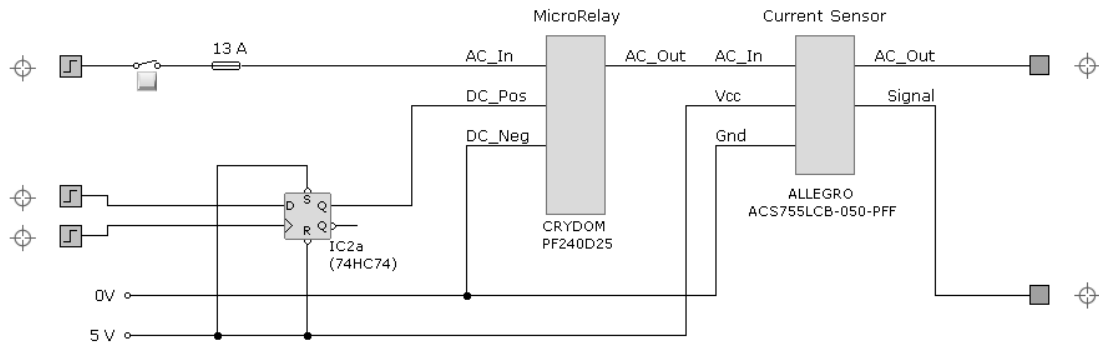 MicroRelay
Current Sensor
13 A
AC_In
AC_Out
AC_In
AC_Out
DC_Pos
Vcc
Signal
DC_Neg
Gnd
S
D
Q
R
Q
IC2a
(74HC74)
CRYDOM
PF240D25
ALLEGRO
ACS755LCB-050-PFF
0V
5 V